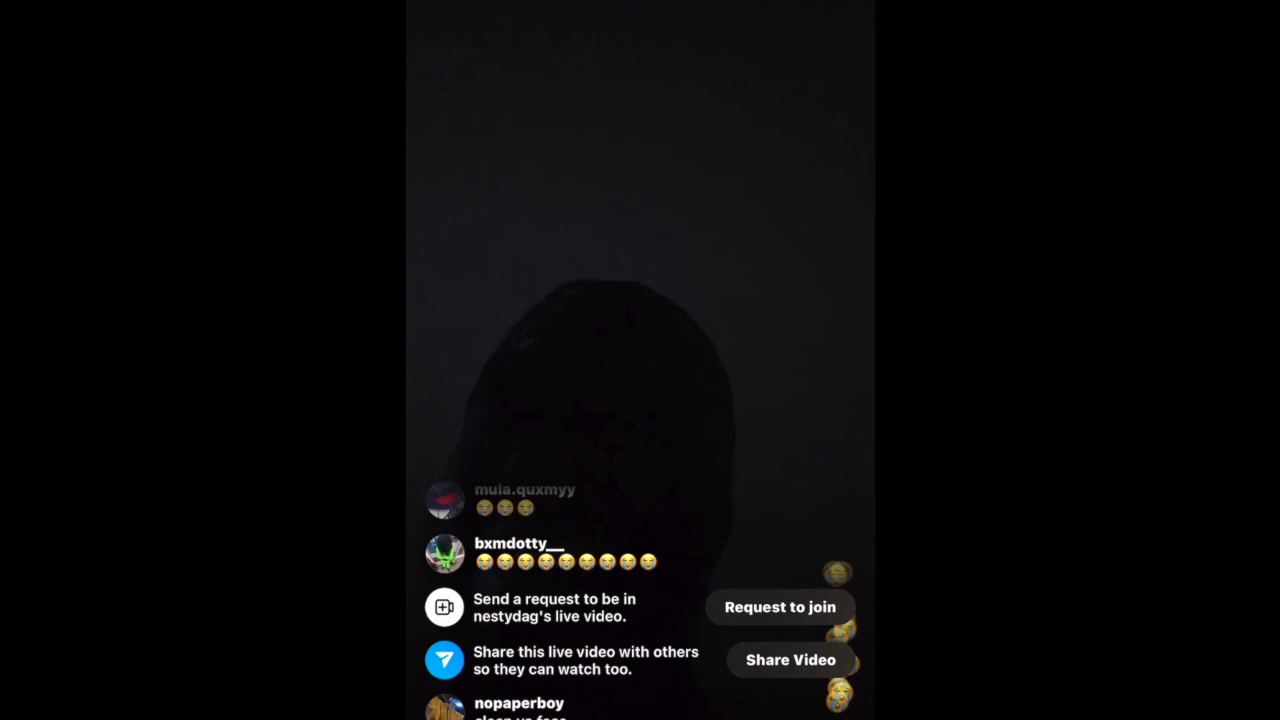 mula.quxmyy
😭😭😭
bxmdotty__
😭😭😭😭😭😭😭😭😭
Send a request to be in
nestydag's live video.
Request to join
Share this live video with others
so they can watch too.
Share Video
nopaperboy